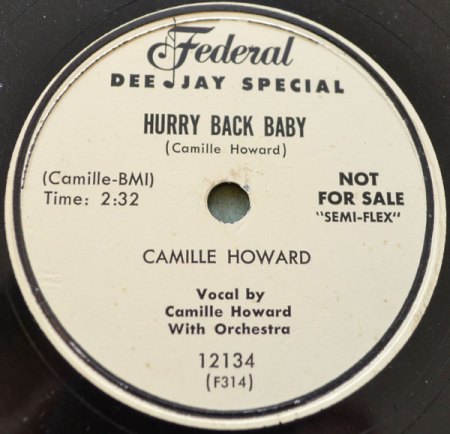 Federal
DEE JAY SPECIAL
HURRY BACK BABY
(Camille Howard)
(Camille-BMI)
Time: 2:32
NOT
FOR SALE
"SEMI-FLEX"
CAMILLE HOWARD
Vocal by
Camille Howard
With Orchestra
12134
(F314)